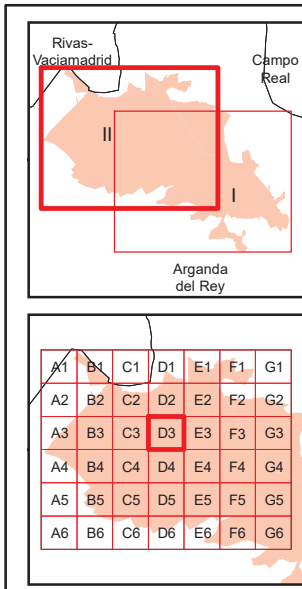 Rivas-
Vaciamadrid
Campo
Real
II
I
Arganda
del Rey
A1 B1 C1 D1 E1 F1 G1
A2 B2 C2 D2 E2 F2 G2
A3 B3 C3 D3 E3 F3 G3
A4 B4 C4 D4 E4 F4 G4
A5 B5 C5 D5 E5 F5 G5
A6 B6 C6 D6 E6 F6 G6